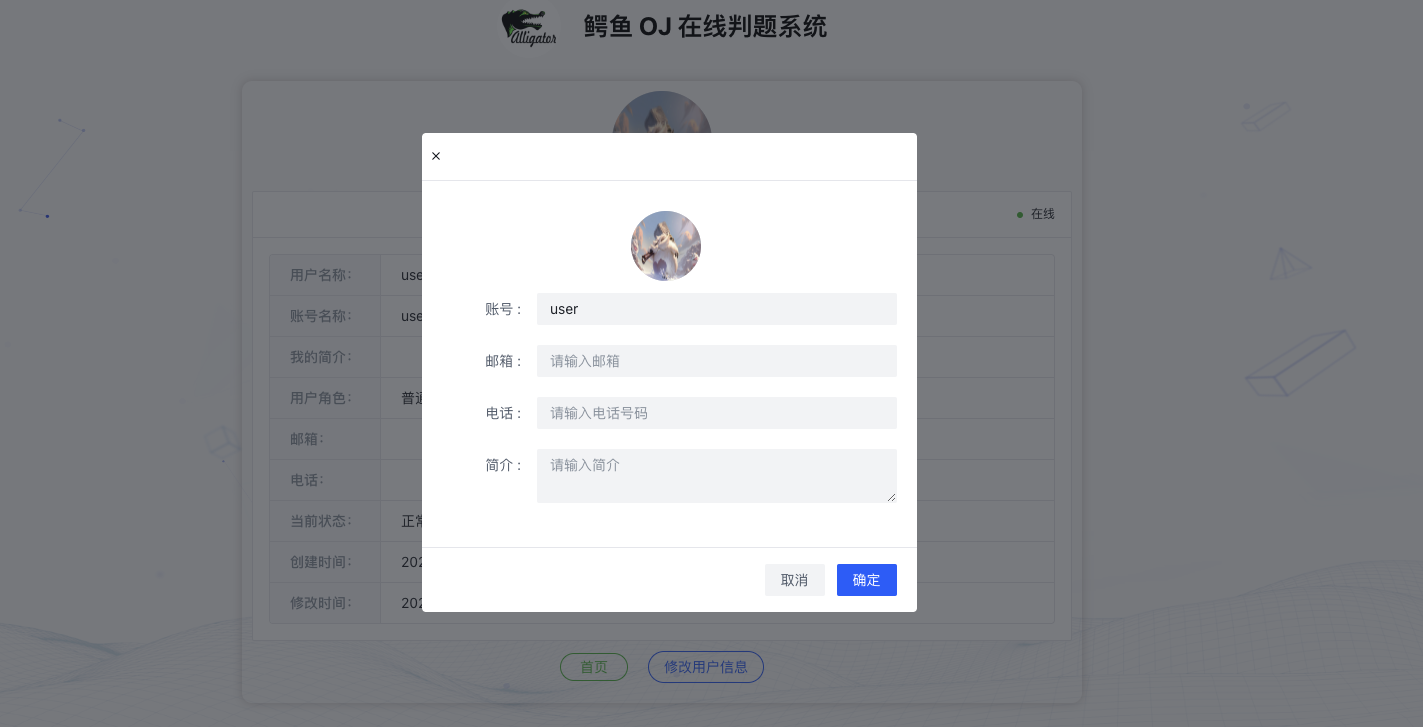 Alligator
鳄鱼 OJ 在线判题系统
×
在线
用户名称：
use
账号名称：
use
我的简介：
用户角色：
普通
邮箱：
电话：
当前状态：
正常
创建时间：
202
修改时间：
202
账号：
user
邮箱：
请输入邮箱
电话：
请输入电话号码
简介：
请输入简介
取消
确定
首页
修改用户信息